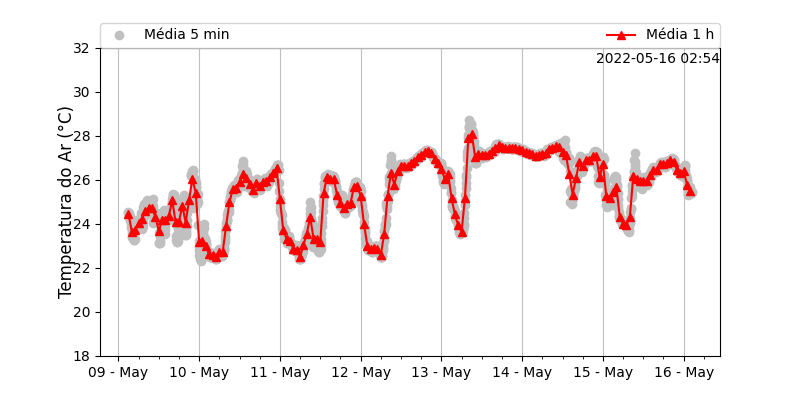 Média 5 min
Média 1 h
2022-05-16 02:54
Temperatura do Ar (°C)
32
30
28
26
24
22
20
18
09 - May
10 - May
11 - May
12 - May
13 - May
14 - May
15 - May
16 - May